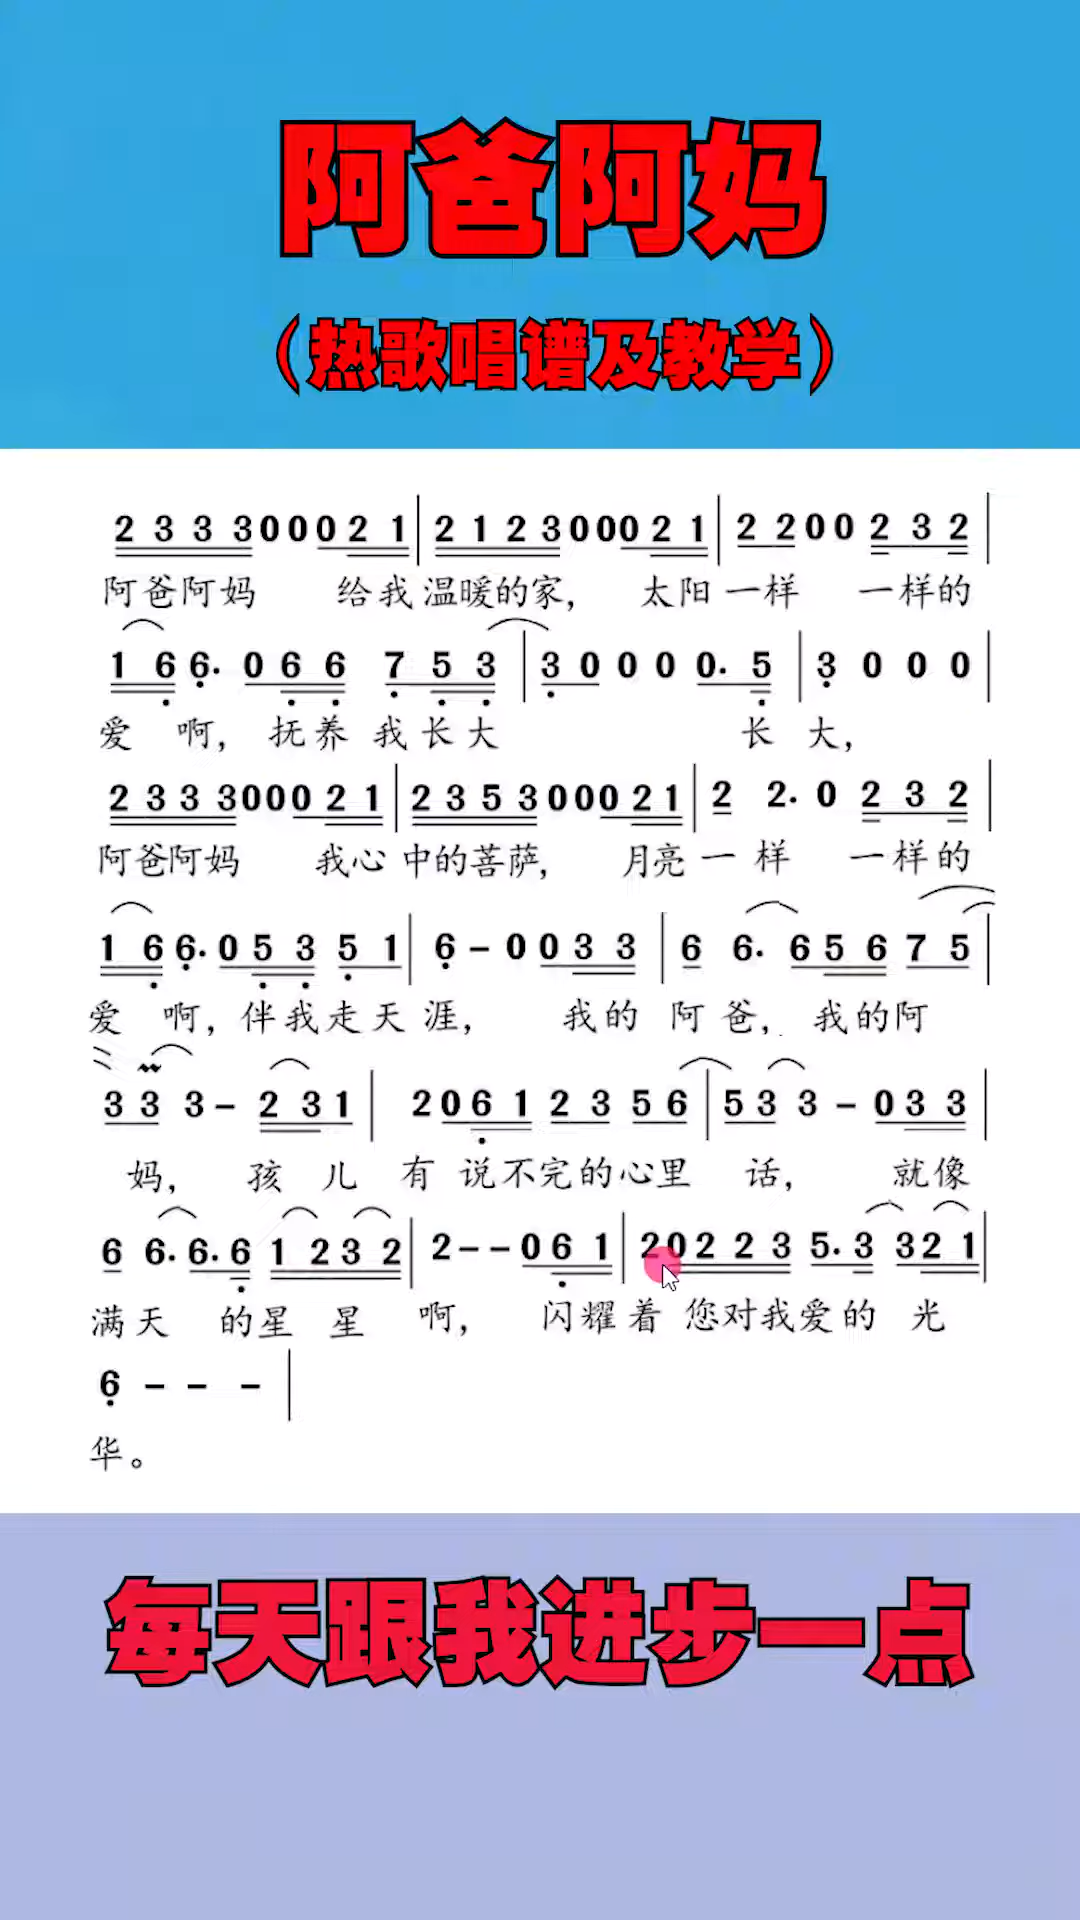 阿爸阿妈
（热歌唱谱及教学）
2 3 3 3 0 0 0 2 1 | 2 1 2 3 0 0 0 2 1 | 2 2 0 0 2 3 2 |
阿爸阿妈 给我温暖的家， 太阳一样 一样的
1 6 6· 0 6 6 7 5 3 | 3 0 0 0 0· 5 | 3 0 0 0 |
爱 啊， 抚养 我长大 长 大，
2 3 3 3 0 0 0 2 1 | 2 3 5 3 0 0 0 2 1 | 2 2· 0 2 3 2 |
阿爸阿妈 我心 中的菩萨， 月亮一样 一样的
1 6 6· 0 5 3 5 1 | 6 – 0 0 3 3 | 6 6· 6 5 6 7 5 |
爱 啊，伴我走天涯， 我的 阿爸， 我的阿
3 3 3 – 2 3 1 | 2 0 6 1 2 3 5 6 | 5 3 3 – 0 3 3 |
妈， 孩儿 有 说不完的心里 话， 就像
6 6· 6· 6 1 2 3 2 | 2 – – 0 6 1 | 2 0 2 2 3 5· 3 3 2 1 |
满天 的星 星 啊， 闪耀着 您对我爱的 光
6 – – – |
华。
每天跟我进步一点